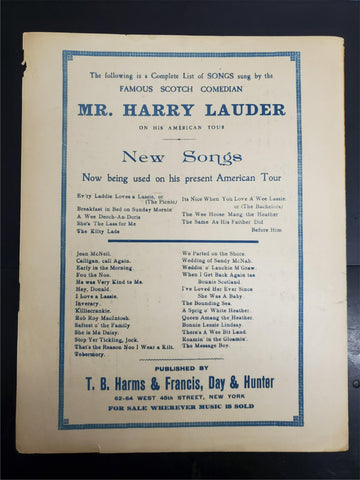 The following is a Complete List of SONGS sung by the
FAMOUS SCOTCH COMEDIAN
MR. HARRY LAUDER
ON HIS AMERICAN TOUR
New Songs
Now being used on his present American Tour
Ev'ry Laddie Loves a Lassie, or
(The Picnic)
Breakfast in Bed on Sunday Mornin'
A Wee Deoch-An-Doris
She's The Lass for Me
The Kilty Lads
Its Nice When You Love A Wee Lassie
or (The Bachelors)
The Wee Hoose Mang the Heather
The Same As His Faither Did
Before Him
Jean McNeil.
Calligan, call Again.
Early in the Morning.
Fou the Noo.
He was Very Kind to Me.
Hey, Donald.
I Love a Lassie.
Inverary.
Killiecrankie.
Rob Roy MacIntosh.
Saftest o' the Family
She is Ma Daisy.
Stop Yer Tickling, Jock.
That's the Reason Noo I Wear a Kilt.
Tobermory.
We Parted on the Shore.
Wedding of Sandy McNab.
Weddin' o' Lauchie M'Graw.
When I Get Back Again tae
Bonnie Scotland.
I've Loved Her Ever Since
She Was A Baby.
The Bounding Sea.
A Sprig o' White Heather.
Queen Amang the Heather.
Bonnie Leezie Lindsay.
There's A Wee Bit Land.
Roamin' in the Gloamin'.
The Message Boy.
PUBLISHED BY
T. B. Harms & Francis, Day & Hunter
62-64 WEST 45th STREET, NEW YORK
FOR SALE WHEREVER MUSIC IS SOLD